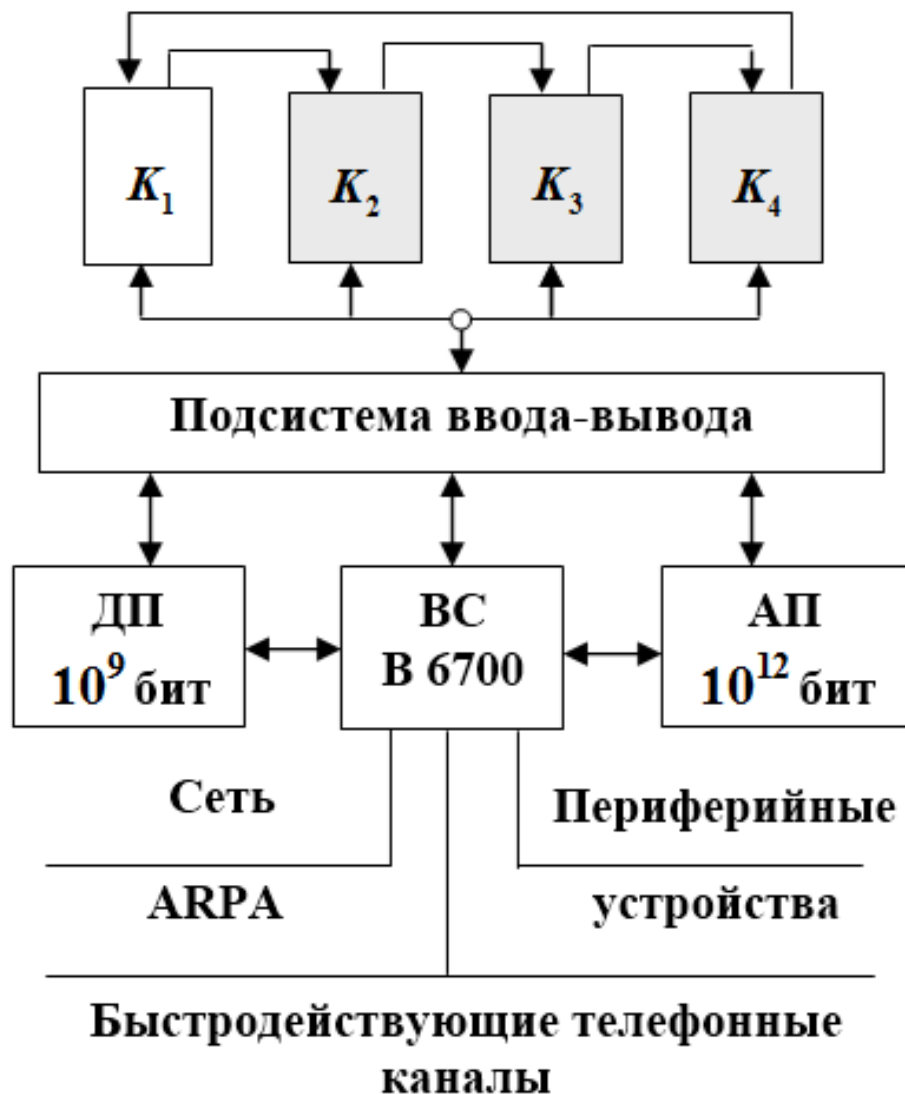 K₁ K₂ K₃ K₄
Подсистема ввода-вывода
ДП
10⁹ бит
ВС
В 6700
АП
10¹² бит
Сеть
ARPA
Периферийные
устройства
Быстродействующие телефонные
каналы